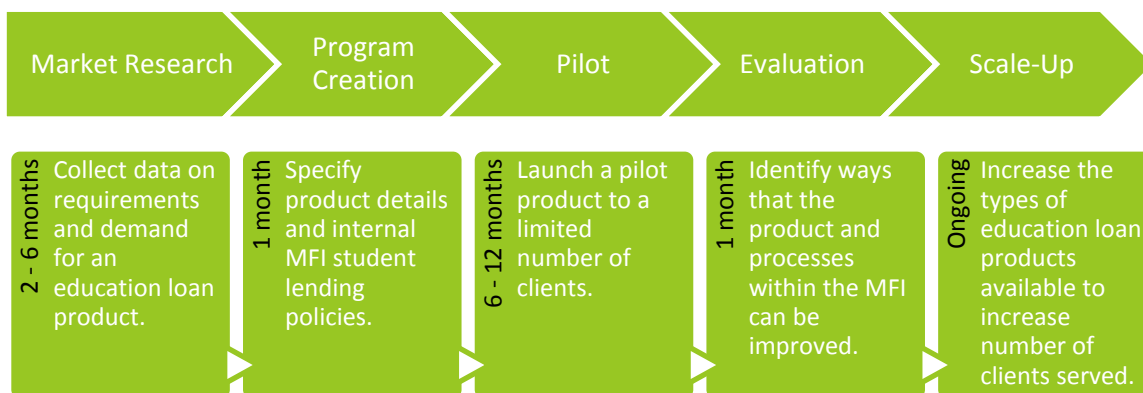 Market Research
Program
Creation
Pilot
Evaluation
Scale-Up
2 - 6 months
Collect data on
requirements
and demand
for an
education loan
product.
1 month
Specify
product details
and internal
MFI student
lending
policies.
6 - 12 months
Launch a pilot
product to a
limited
number of
clients.
1 month
Identify ways
that the
product and
processes
within the MFI
can be
improved.
Ongoing
Increase the
types of
education loan
products
available to
increase
number of
clients served.